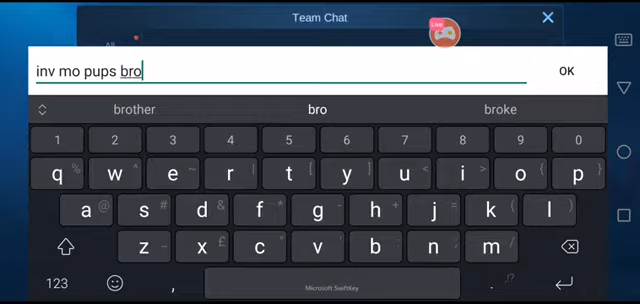 Team Chat
All
Live
inv mo pups bro
OK
brother bro broke
1 2 3 4 5 6 7 8 9 0
q % w ^ e ~ r | t [ y ] u < i > o { p }
a @ s # d & f * g - h + j = k ( l )
z - x £ c " v ' b : n ; m /
123 , Microsoft SwiftKey . ,!?